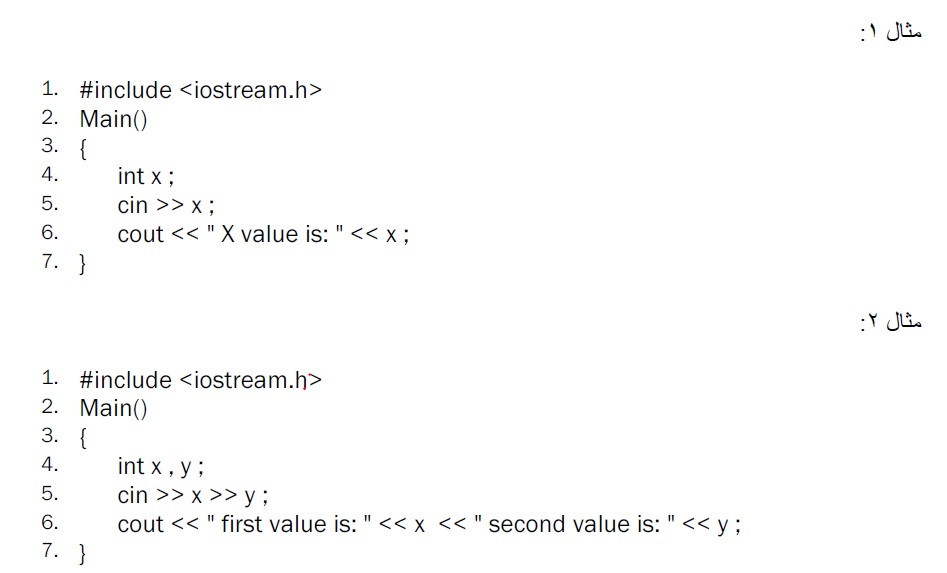 مثال ١:
1. #include <iostream.h>
2. Main()
3. {
4. int x ;
5. cin >> x ;
6. cout << " X value is: " << x ;
7. }
مثال ٢:
1. #include <iostream.h>
2. Main()
3. {
4. int x , y ;
5. cin >> x >> y ;
6. cout << " first value is: " << x << " second value is: " << y ;
7. }